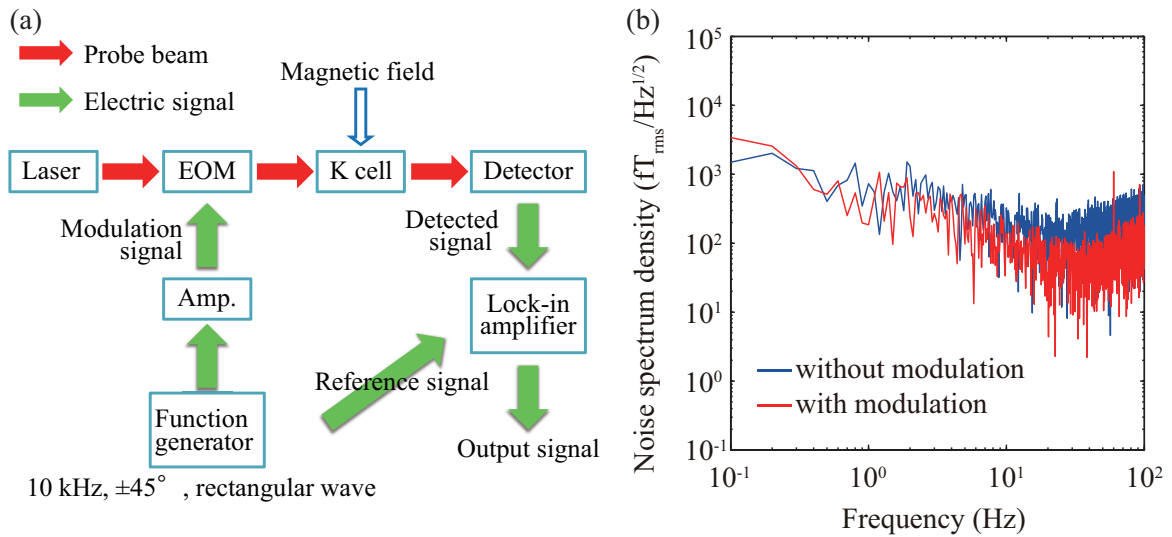 (a)
Probe beam
Electric signal
Magnetic field
Laser
EOM
K cell
Detector
Modulation
signal
Detected
signal
Amp.
Lock-in
amplifier
Reference signal
Function
generator
Output signal
10 kHz, ±45° , rectangular wave
(b)
Noise spectrum density (fT_rms/Hz^1/2)
10^5
10^4
10^3
10^2
10^1
10^0
10^-1
without modulation
with modulation
10^-1 10^0 10^1 10^2
Frequency (Hz)